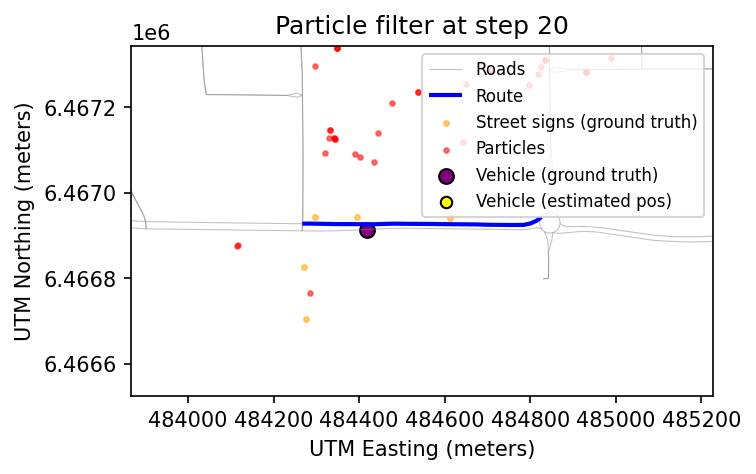 Particle filter at step 20
1e6
Roads
Route
Street signs (ground truth)
Particles
Vehicle (ground truth)
Vehicle (estimated pos)
6.4672
6.4670
6.4668
6.4666
UTM Northing (meters)
484000 484200 484400 484600 484800 485000 485200
UTM Easting (meters)